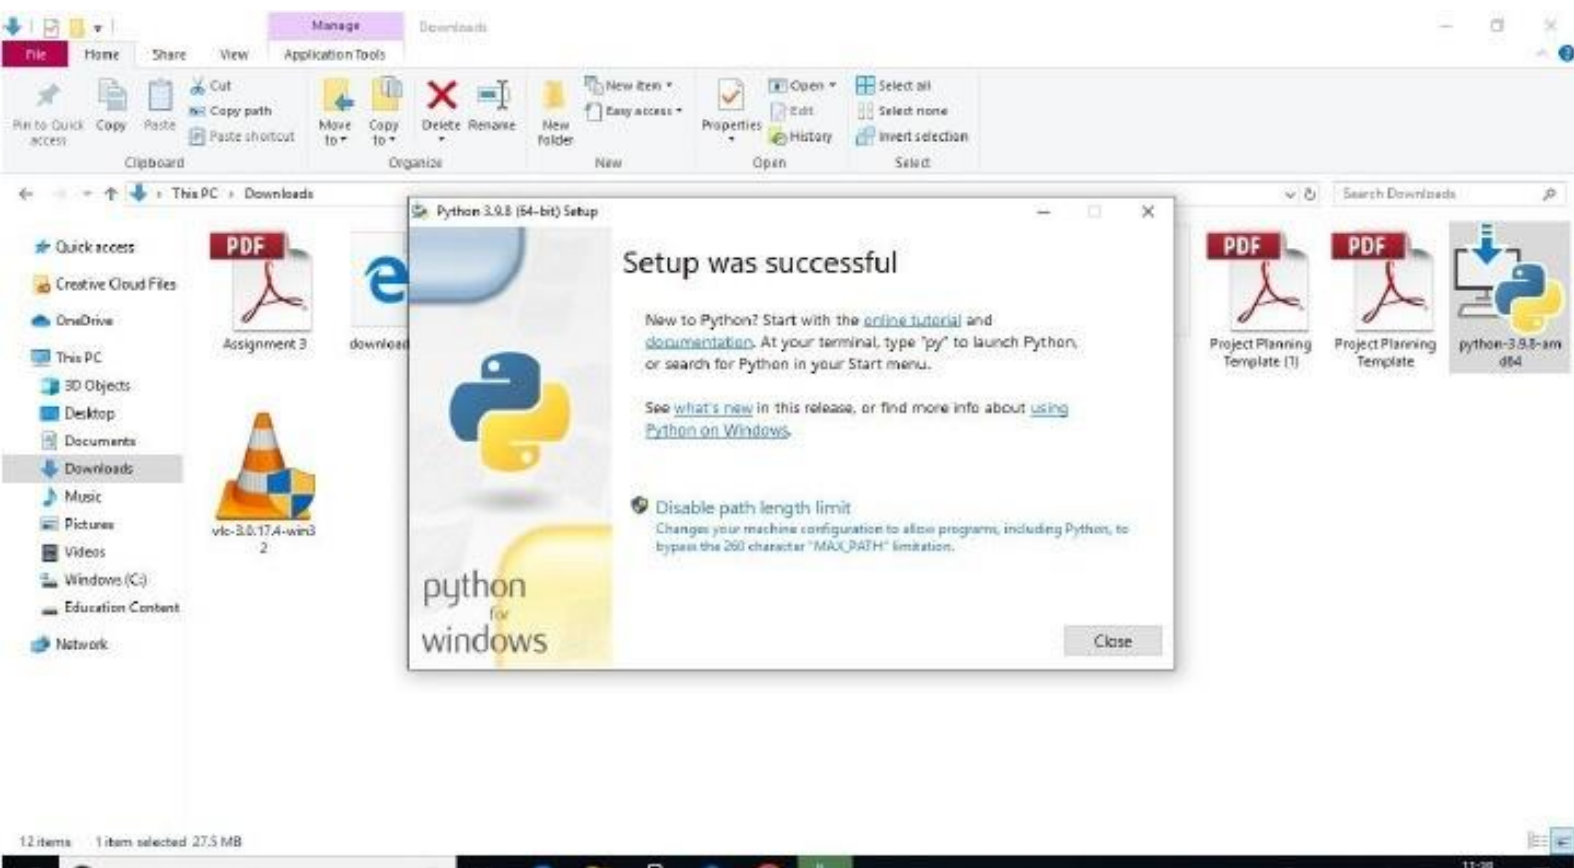 Manage
Downloads
File
Home
Share
View
Application Tools
Pin to Quick access
Copy
Paste
Cut
Copy path
Paste shortcut
Move to
Copy to
Delete
Rename
New folder
New item
Easy access
Properties
Open
Edit
History
Select all
Select none
Invert selection
Clipboard
Organize
New
Open
Select
This PC
Downloads
Search Downloads
Quick access
Creative Cloud Files
OneDrive
This PC
3D Objects
Desktop
Documents
Downloads
Music
Pictures
Videos
Windows (C:)
Education Content
Network
PDF
Assignment 3
download
vlc-3.0.17.4-win3
2
Python 3.9.8 (64-bit) Setup
Setup was successful
New to Python? Start with the online tutorial and
documentation. At your terminal, type "py" to launch Python,
or search for Python in your Start menu.
See what's new in this release, or find more info about using
Python on Windows.
Disable path length limit
Changes your machine configuration to allow programs, including Python, to
bypass the 260 character "MAX_PATH" limitation.
python
for
windows
Close
PDF
Project Planning
Template (1)
PDF
Project Planning
Template
python-3.9.8-am
d64
12 items
1 item selected 27.5 MB
11:38